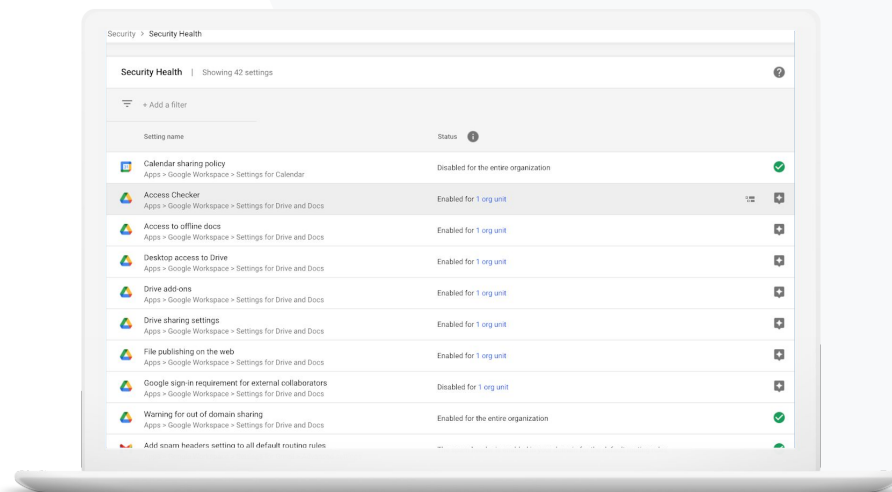 Security > Security Health
Security Health | Showing 42 settings
+ Add a filter
Setting name Status
Calendar sharing policy
Apps > Google Workspace > Settings for Calendar
Disabled for the entire organization
Access Checker
Apps > Google Workspace > Settings for Drive and Docs
Enabled for 1 org unit
Access to offline docs
Apps > Google Workspace > Settings for Drive and Docs
Enabled for 1 org unit
Desktop access to Drive
Apps > Google Workspace > Settings for Drive and Docs
Enabled for 1 org unit
Drive add-ons
Apps > Google Workspace > Settings for Drive and Docs
Enabled for 1 org unit
Drive sharing settings
Apps > Google Workspace > Settings for Drive and Docs
Enabled for 1 org unit
File publishing on the web
Apps > Google Workspace > Settings for Drive and Docs
Enabled for 1 org unit
Google sign-in requirement for external collaborators
Apps > Google Workspace > Settings for Drive and Docs
Disabled for 1 org unit
Warning for out of domain sharing
Apps > Google Workspace > Settings for Drive and Docs
Enabled for the entire organization
Add spam headers setting to all default routing rules